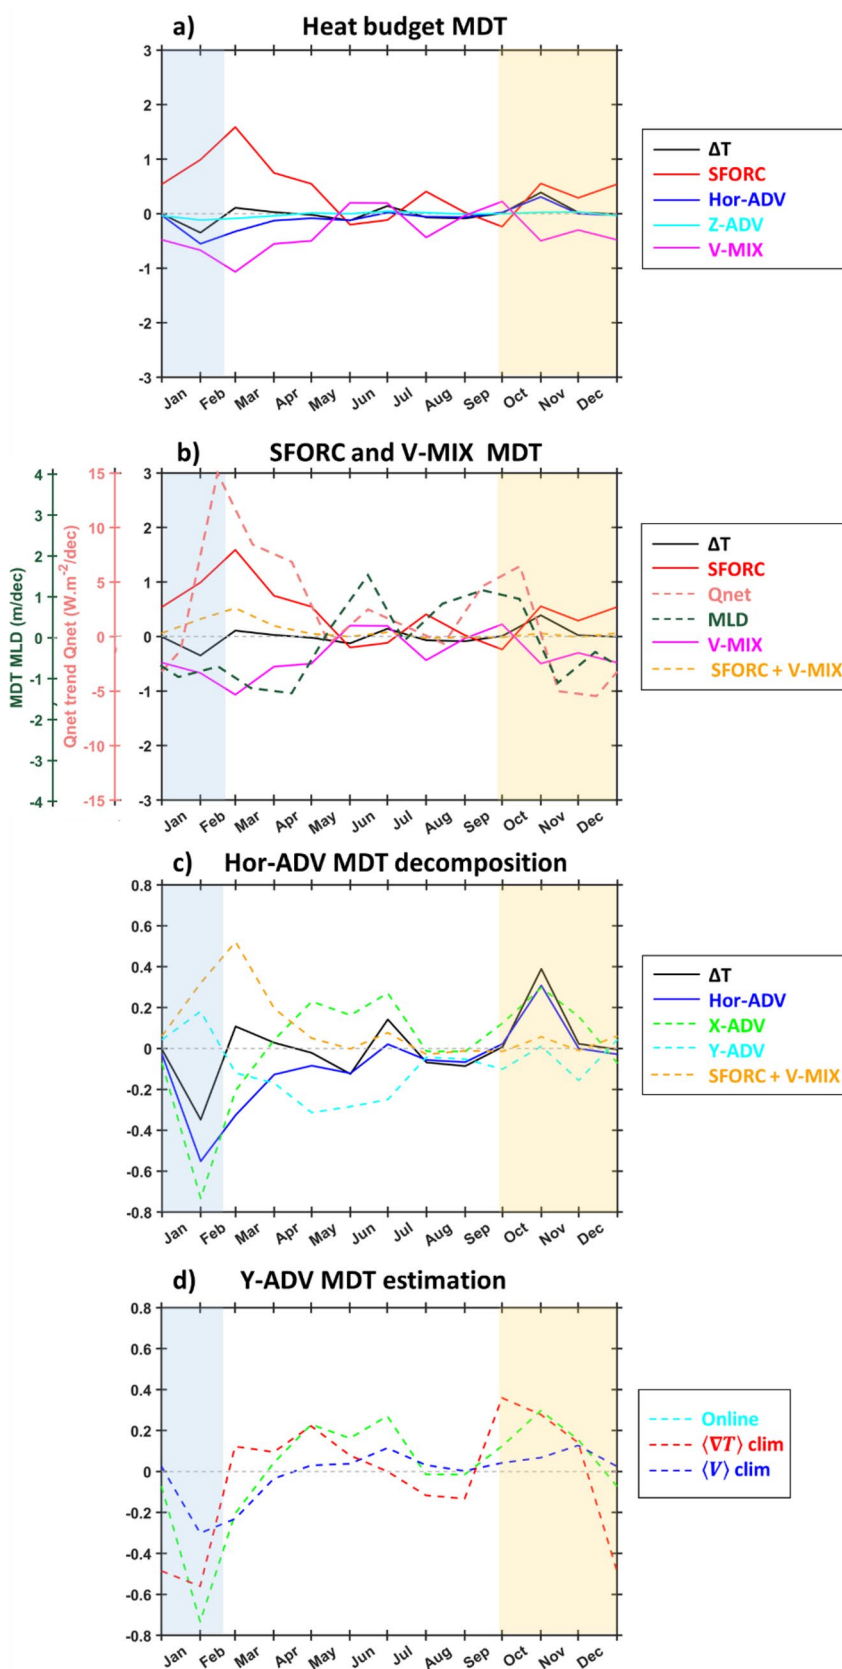 a) Heat budget MDT
3
2
1
0
-1
-2
-3
Jan Feb Mar Apr May Jun Jul Aug Sep Oct Nov Dec
ΔT
SFORC
Hor-ADV
Z-ADV
V-MIX
b) SFORC and V-MIX MDT
MDT MLD (m/dec)
4
3
2
1
0
-1
-2
-3
-4
Qnet trend Qnet (W.m⁻²/dec)
15
10
5
0
-5
-10
-15
3
2
1
0
-1
-2
-3
Jan Feb Mar Apr May Jun Jul Aug Sep Oct Nov Dec
ΔT
SFORC
Qnet
MLD
V-MIX
SFORC + V-MIX
c) Hor-ADV MDT decomposition
0.8
0.6
0.4
0.2
0
-0.2
-0.4
-0.6
-0.8
Jan Feb Mar Apr May Jun Jul Aug Sep Oct Nov Dec
ΔT
Hor-ADV
X-ADV
Y-ADV
SFORC + V-MIX
d) Y-ADV MDT estimation
0.8
0.6
0.4
0.2
0
-0.2
-0.4
-0.6
-0.8
Jan Feb Mar Apr May Jun Jul Aug Sep Oct Nov Dec
Online
⟨∇T⟩ clim
⟨V⟩ clim